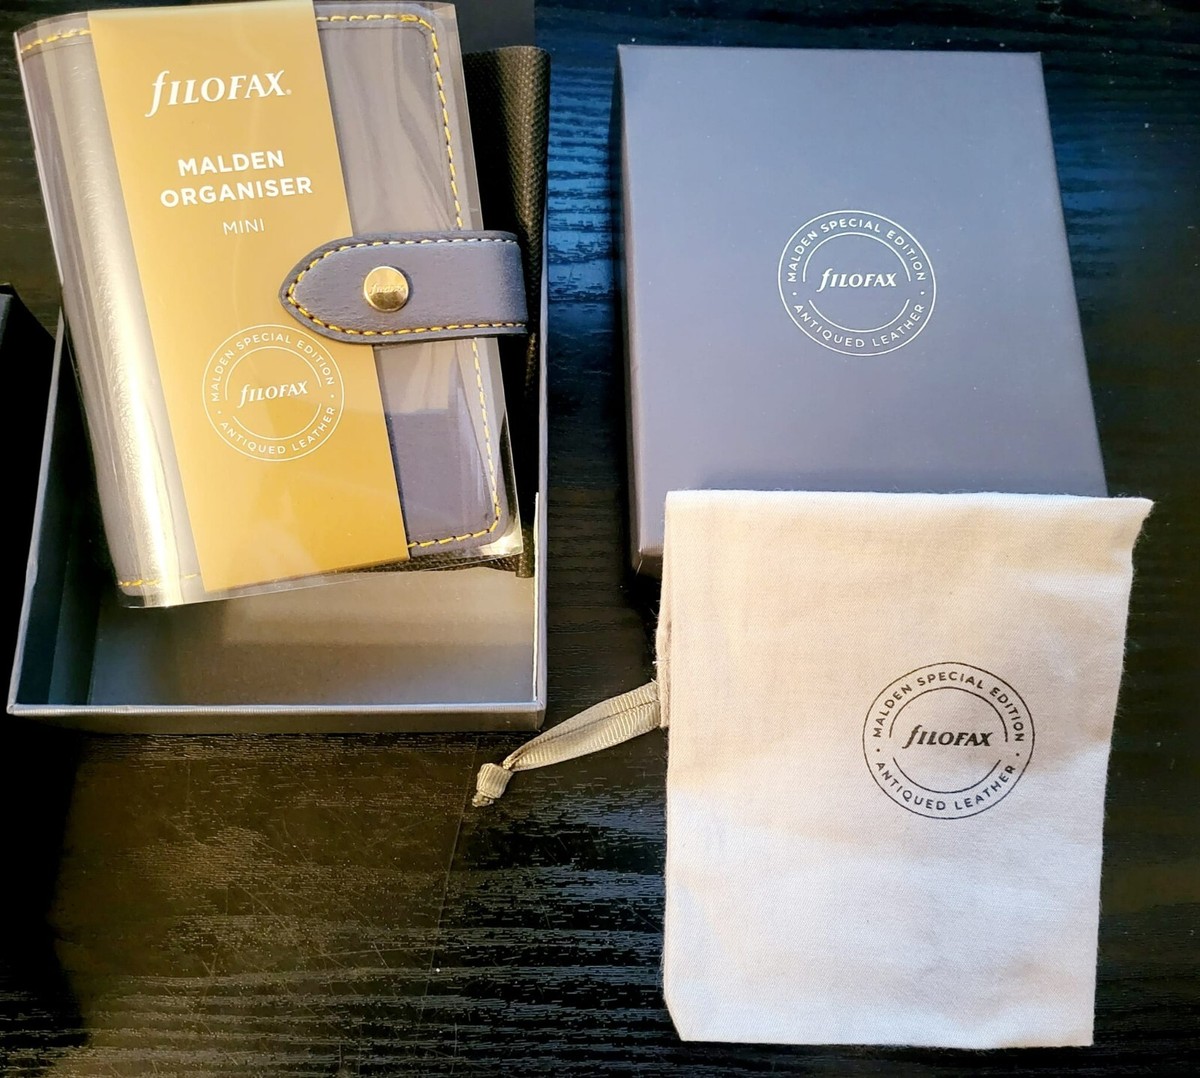 fILOFAX®
MALDEN
ORGANISER
MINI
MALDEN SPECIAL EDITION
fILOFAX
· ANTIQUED LEATHER ·
MALDEN SPECIAL EDITION
fILOFAX
· ANTIQUED LEATHER ·
MALDEN SPECIAL EDITION
fILOFAX
· ANTIQUED LEATHER ·